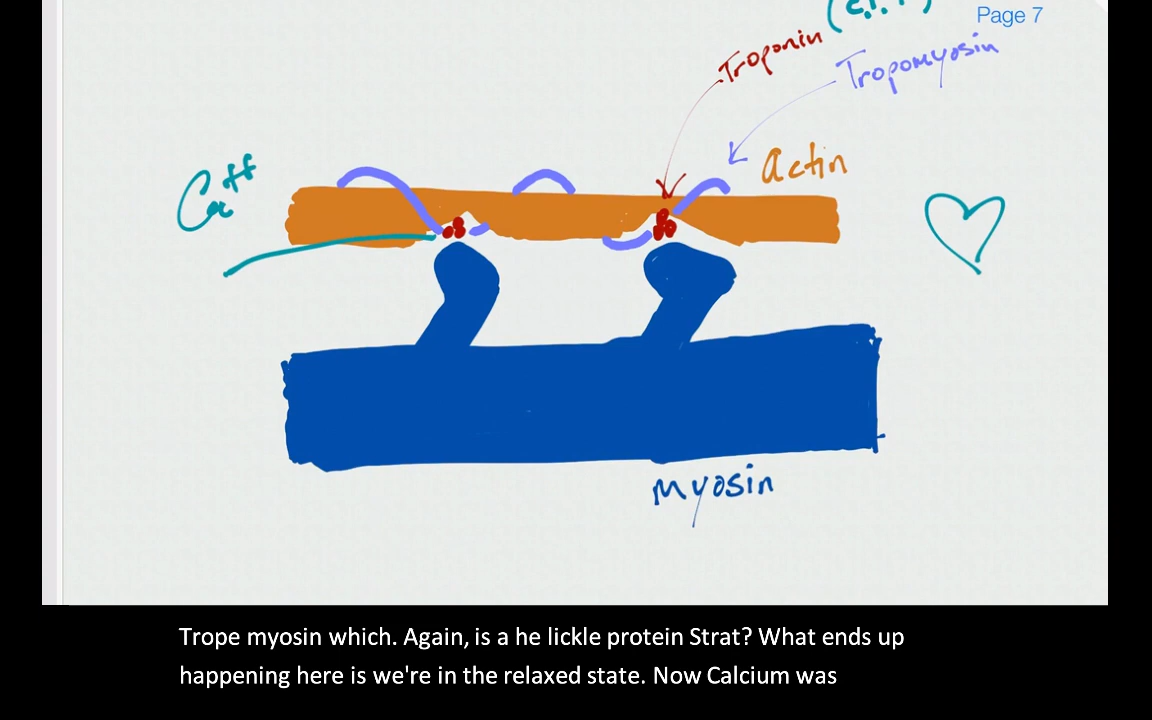 Page 7
Troponin
Tropomyosin
Actin
Ca++
myosin
Trope myosin which. Again, is a he lickle protein Strat? What ends up
happening here is we're in the relaxed state. Now Calcium was